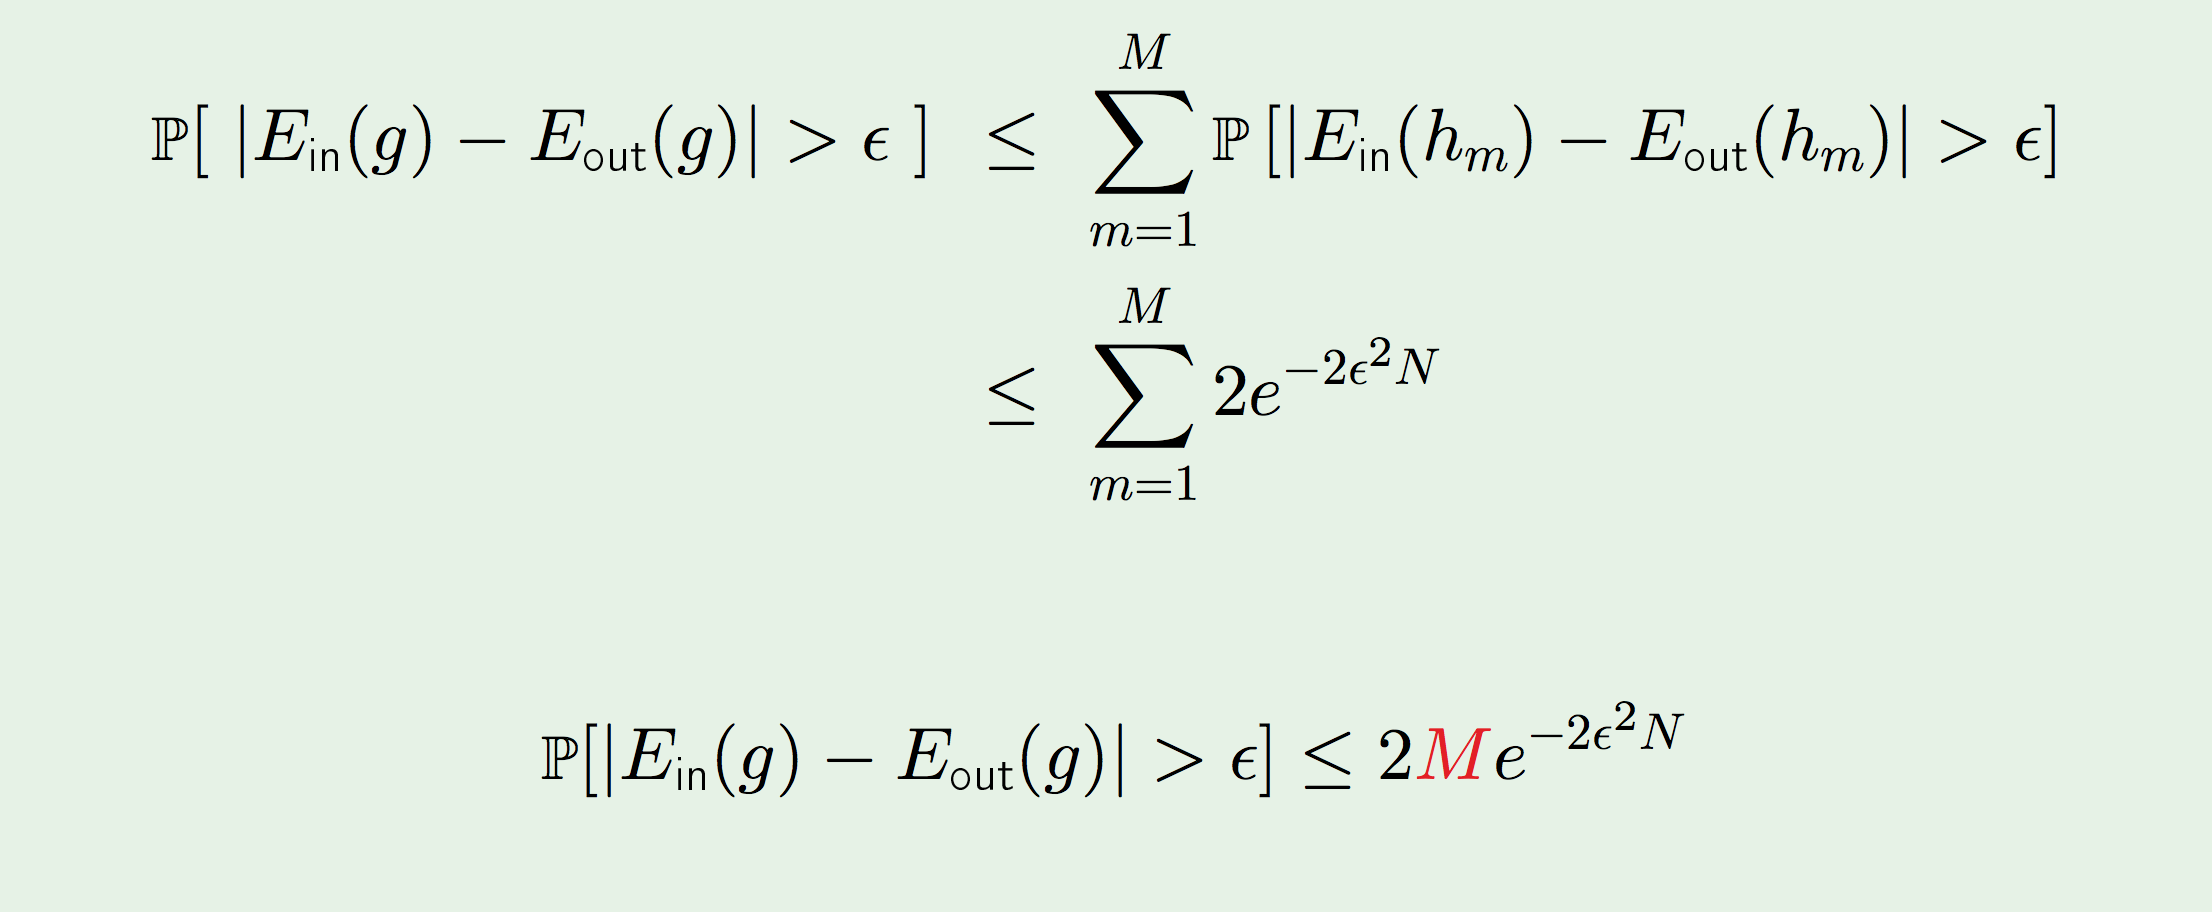 ℙ[ |E_in(g) − E_out(g)| > ϵ ] ≤ ∑_{m=1}^{M} ℙ [|E_in(h_m) − E_out(h_m)| > ϵ]
≤ ∑_{m=1}^{M} 2e^{−2ϵ²N}
ℙ[|E_in(g) − E_out(g)| > ϵ] ≤ 2Me^{−2ϵ²N}